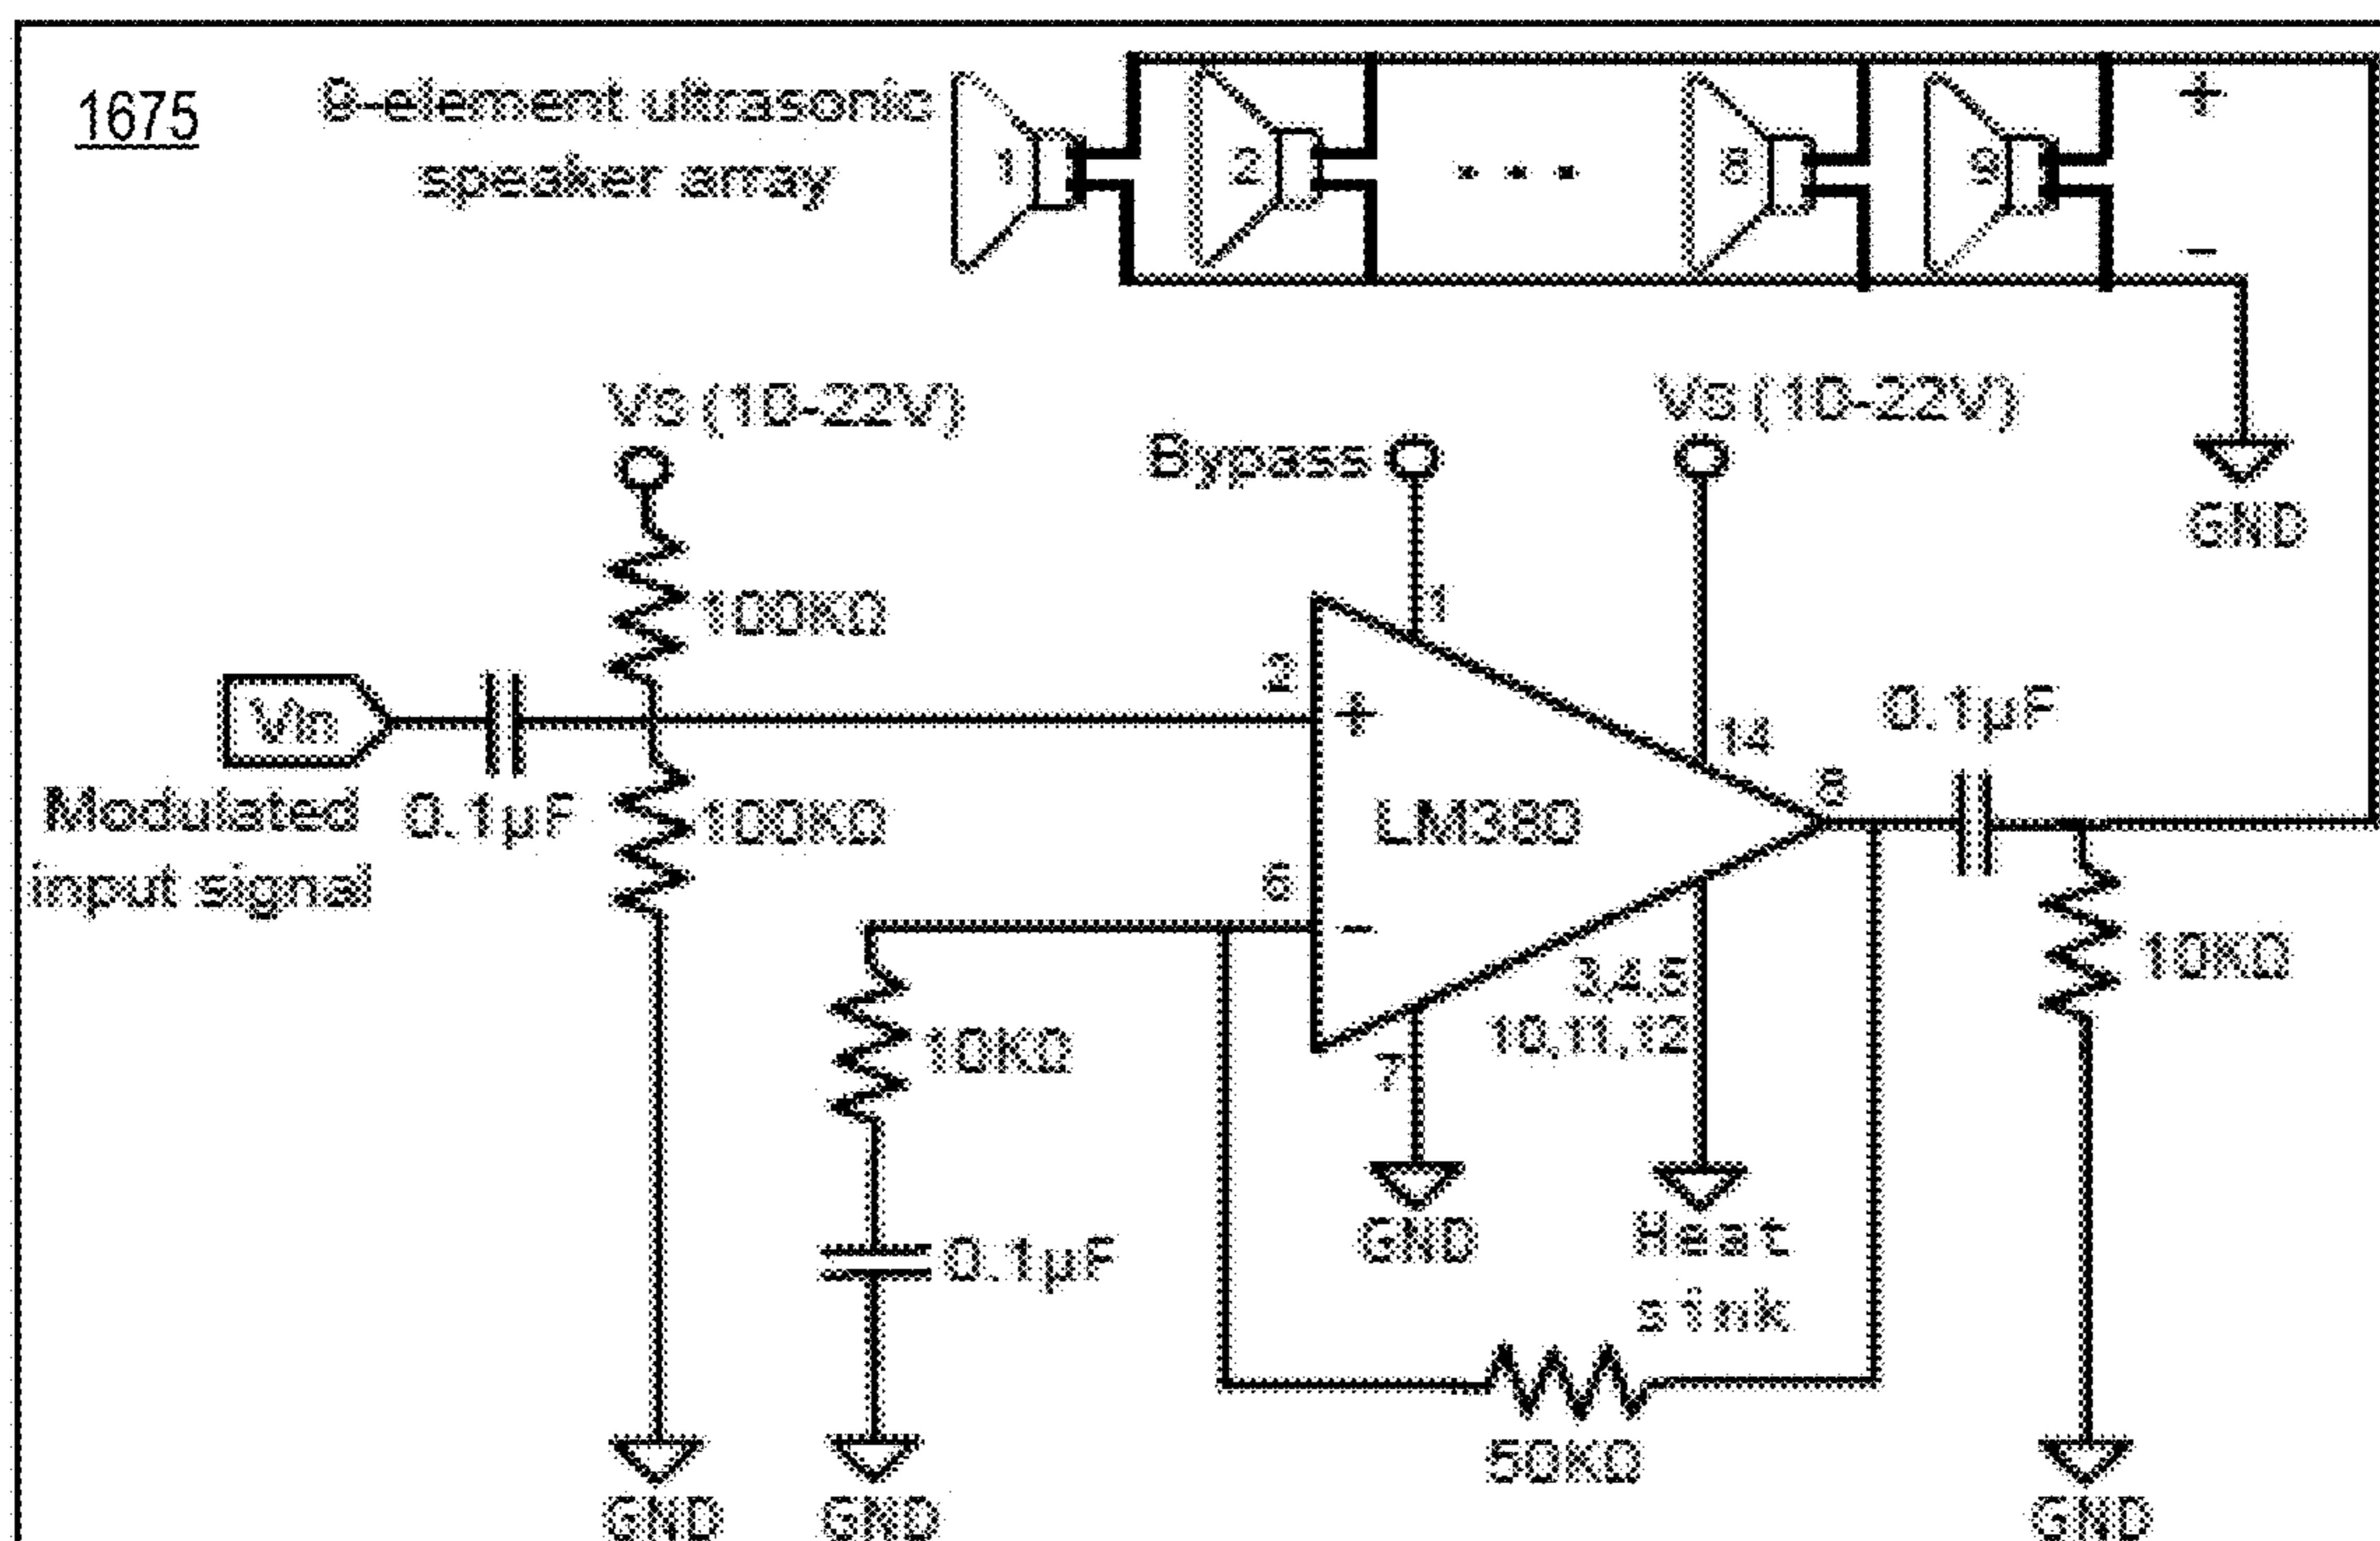 1675
9-element ultrasonic
speaker array
1
2
. . .
8
9
+
-
GND
Vs (10-22V)
Bypass
Vs (10-22V)
100KΩ
1
2
+
14
8
0.1µF
Vin
Modulated
input signal
0.1µF
100KΩ
LM380
6
-
3,4,5
10,11,12
7
10KΩ
10KΩ
GND
Heat
sink
0.1µF
50KΩ
GND
GND
GND